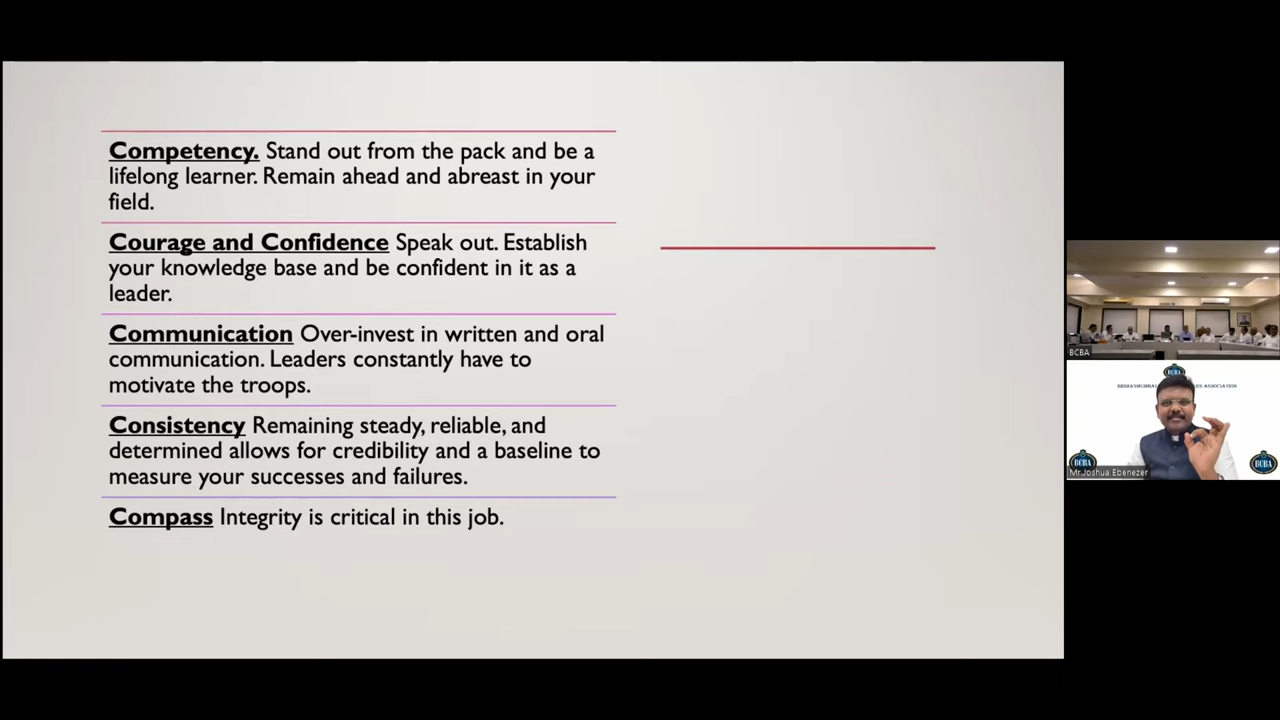 Competency. Stand out from the pack and be a
lifelong learner. Remain ahead and abreast in your
field.
Courage and Confidence Speak out. Establish
your knowledge base and be confident in it as a
leader.
Communication Over-invest in written and oral
communication. Leaders constantly have to
motivate the troops.
Consistency Remaining steady, reliable, and
determined allows for credibility and a baseline to
measure your successes and failures.
Compass Integrity is critical in this job.
BCBA
BCBA
ASSOCIATION
BCBA
BCBA
Mr.Joshua Ebenezer